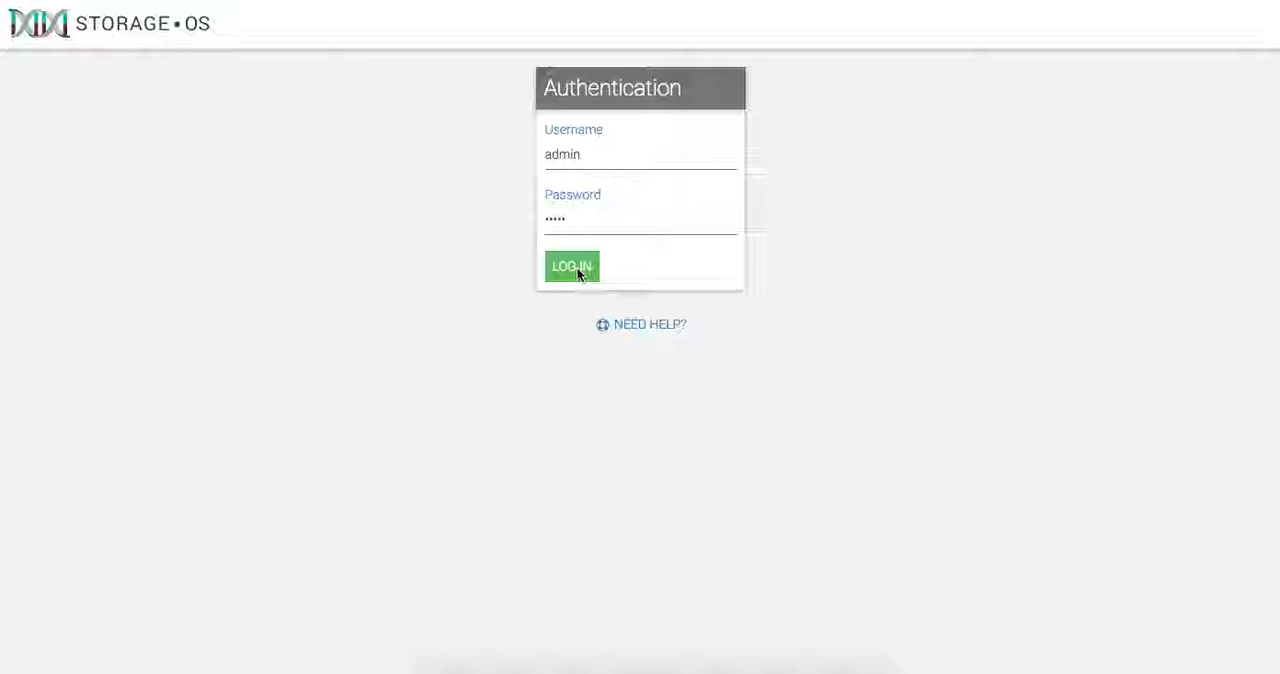 STORAGE•OS
Authentication
Username
admin
Password
•••••
LOG IN
NEED HELP?